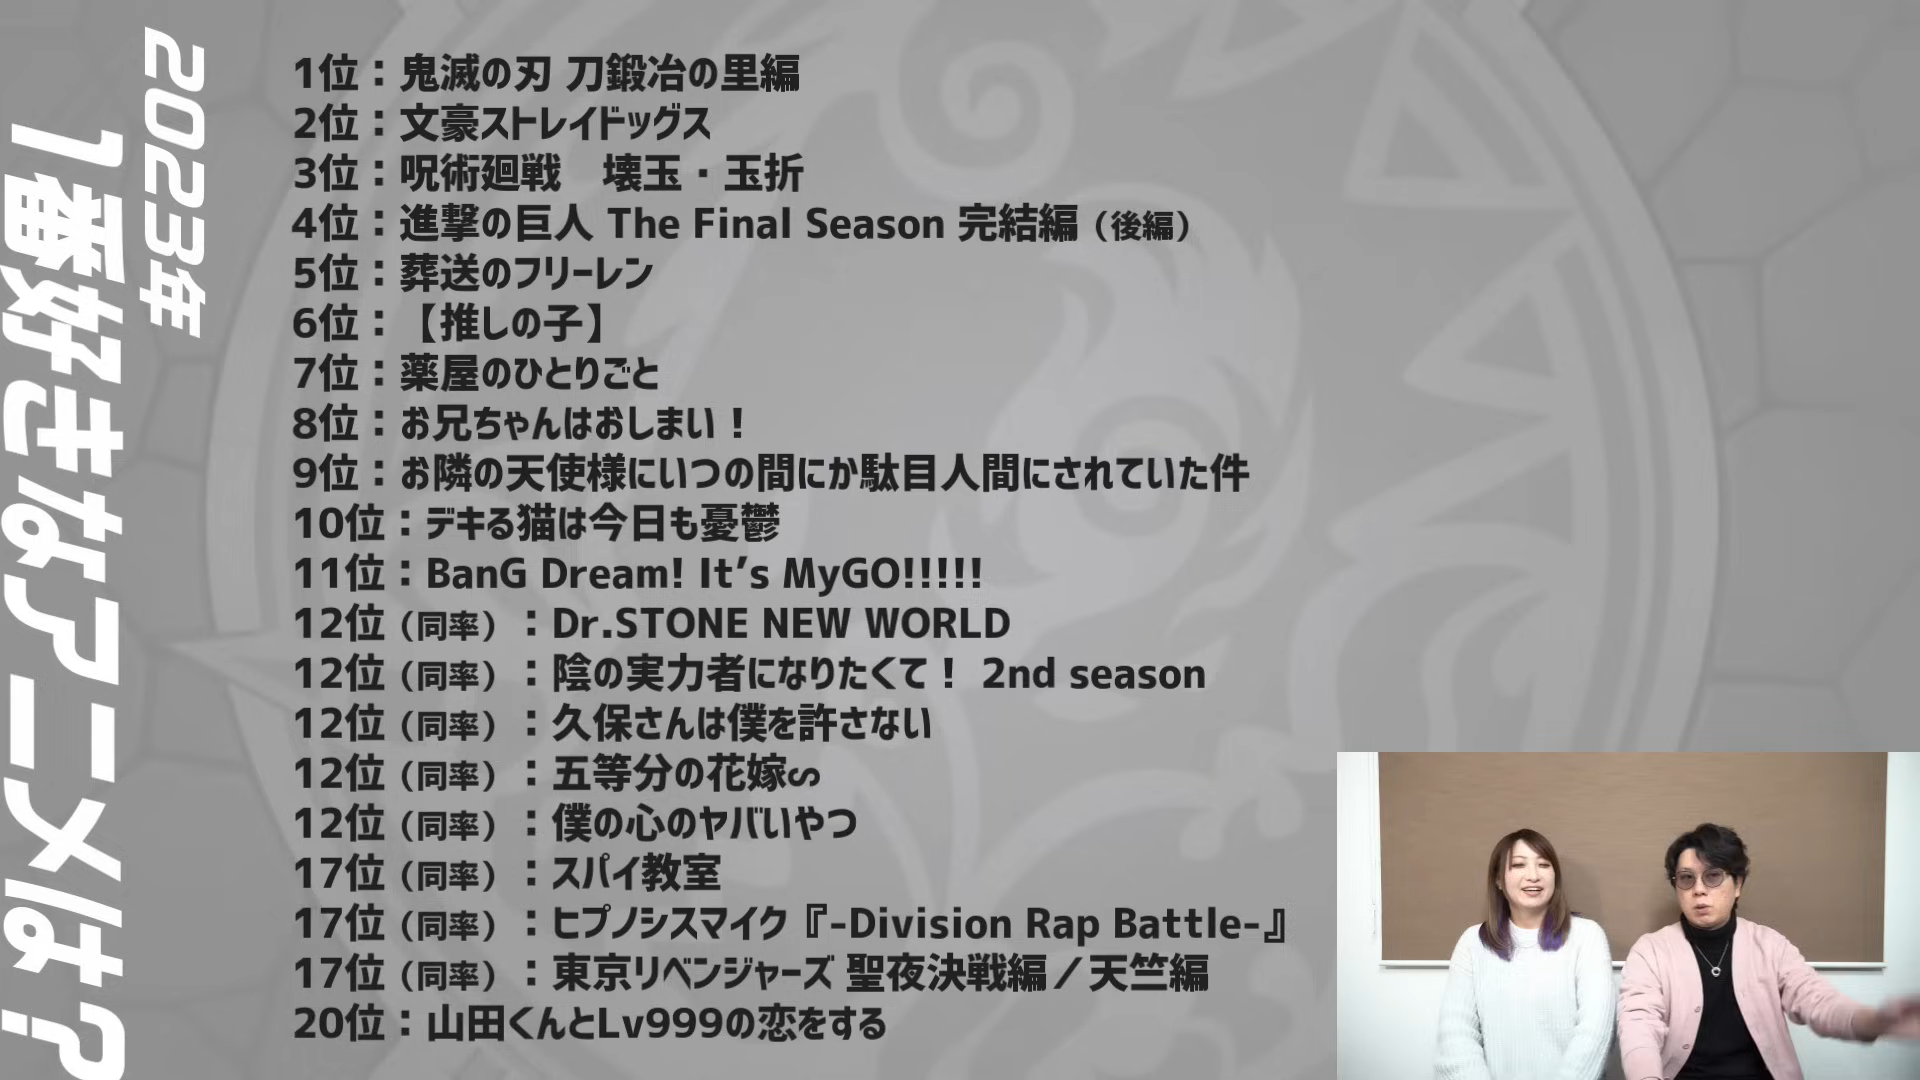 2023年
1番好きなアニメは?
1位：鬼滅の刃 刀鍛冶の里編
2位：文豪ストレイドッグス
3位：呪術廻戦　壊玉・玉折
4位：進撃の巨人 The Final Season 完結編（後編）
5位：葬送のフリーレン
6位：【推しの子】
7位：薬屋のひとりごと
8位：お兄ちゃんはおしまい！
9位：お隣の天使様にいつの間にか駄目人間にされていた件
10位：デキる猫は今日も憂鬱
11位：BanG Dream! It’s MyGO!!!!!
12位（同率）：Dr.STONE NEW WORLD
12位（同率）：陰の実力者になりたくて！ 2nd season
12位（同率）：久保さんは僕を許さない
12位（同率）：五等分の花嫁∽
12位（同率）：僕の心のヤバいやつ
17位（同率）：スパイ教室
17位（同率）：ヒプノシスマイク『-Division Rap Battle-』
17位（同率）：東京リベンジャーズ 聖夜決戦編／天竺編
20位：山田くんとLv999の恋をする